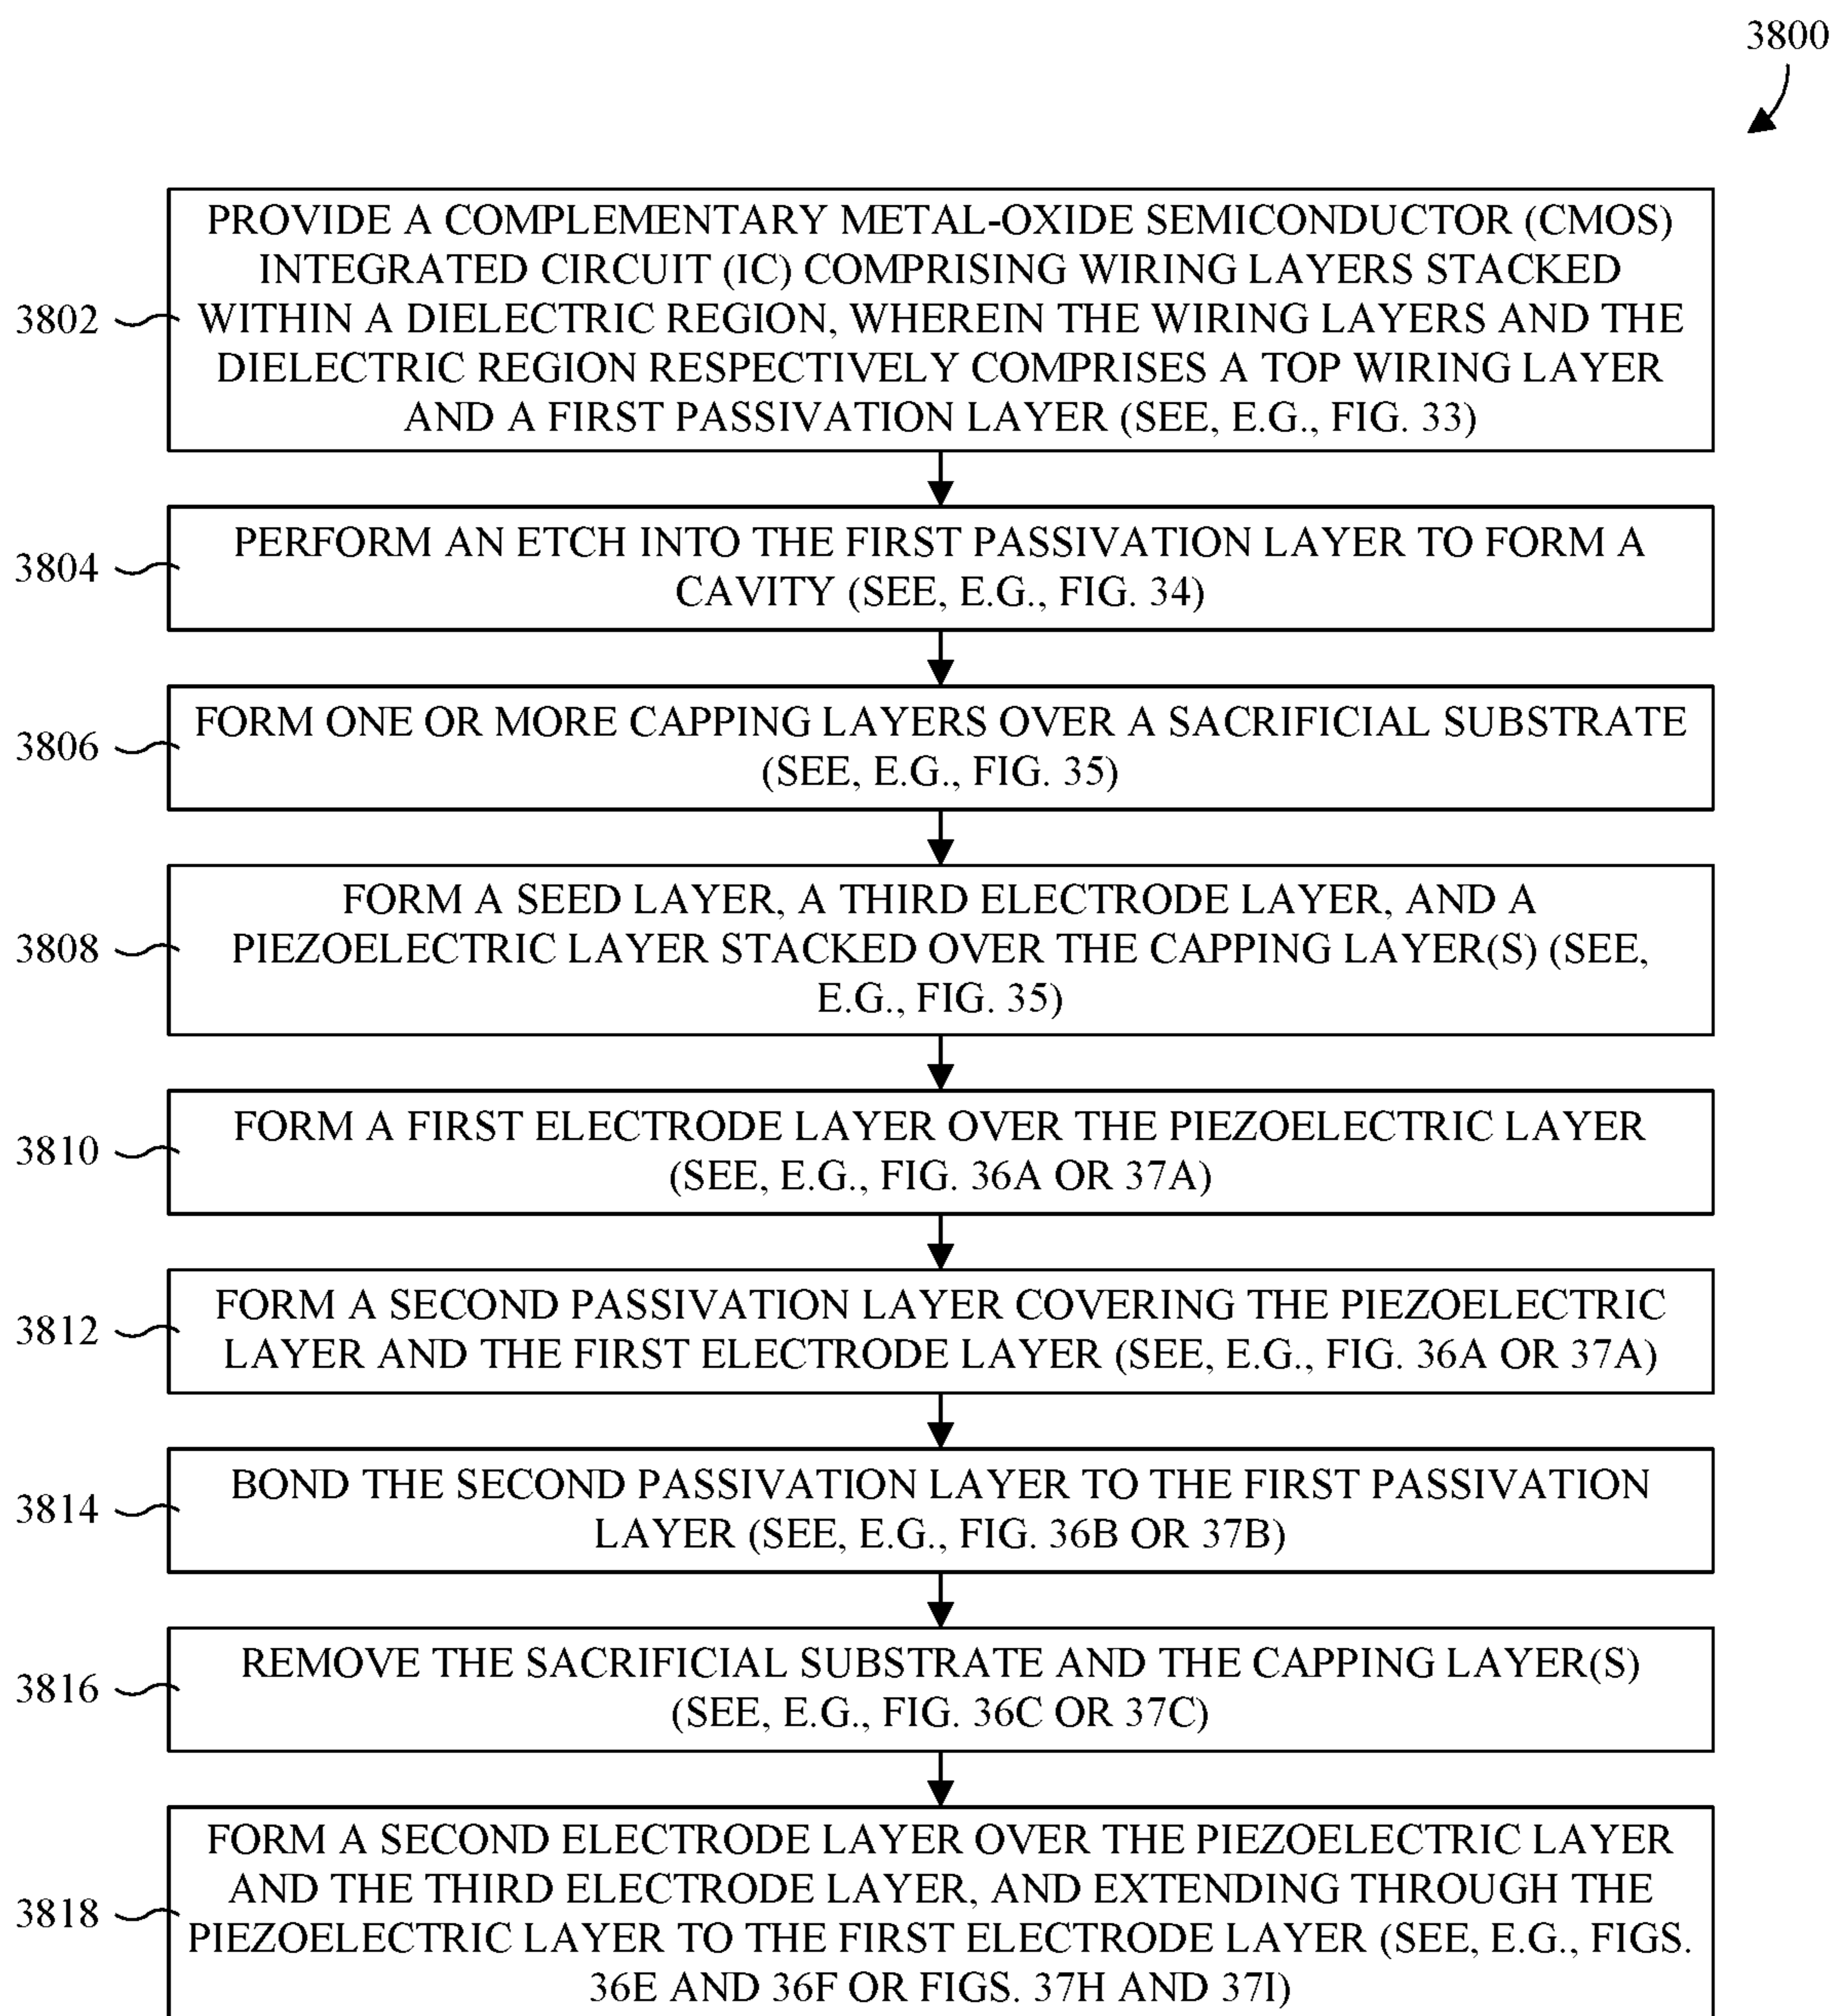 3800
PROVIDE A COMPLEMENTARY METAL-OXIDE SEMICONDUCTOR (CMOS)
INTEGRATED CIRCUIT (IC) COMPRISING WIRING LAYERS STACKED
3802 WITHIN A DIELECTRIC REGION, WHEREIN THE WIRING LAYERS AND THE
DIELECTRIC REGION RESPECTIVELY COMPRISES A TOP WIRING LAYER
AND A FIRST PASSIVATION LAYER (SEE, E.G., FIG. 33)
3804
PERFORM AN ETCH INTO THE FIRST PASSIVATION LAYER TO FORM A
CAVITY (SEE, E.G., FIG. 34)
3806
FORM ONE OR MORE CAPPING LAYERS OVER A SACRIFICIAL SUBSTRATE
(SEE, E.G., FIG. 35)
FORM A SEED LAYER, A THIRD ELECTRODE LAYER, AND A
3808 PIEZOELECTRIC LAYER STACKED OVER THE CAPPING LAYER(S) (SEE,
E.G., FIG. 35)
3810
FORM A FIRST ELECTRODE LAYER OVER THE PIEZOELECTRIC LAYER
(SEE, E.G., FIG. 36A OR 37A)
3812
FORM A SECOND PASSIVATION LAYER COVERING THE PIEZOELECTRIC
LAYER AND THE FIRST ELECTRODE LAYER (SEE, E.G., FIG. 36A OR 37A)
3814
BOND THE SECOND PASSIVATION LAYER TO THE FIRST PASSIVATION
LAYER (SEE, E.G., FIG. 36B OR 37B)
3816
REMOVE THE SACRIFICIAL SUBSTRATE AND THE CAPPING LAYER(S)
(SEE, E.G., FIG. 36C OR 37C)
3818
FORM A SECOND ELECTRODE LAYER OVER THE PIEZOELECTRIC LAYER
AND THE THIRD ELECTRODE LAYER, AND EXTENDING THROUGH THE
PIEZOELECTRIC LAYER TO THE FIRST ELECTRODE LAYER (SEE, E.G., FIGS.
36E AND 36F OR FIGS. 37H AND 37I)